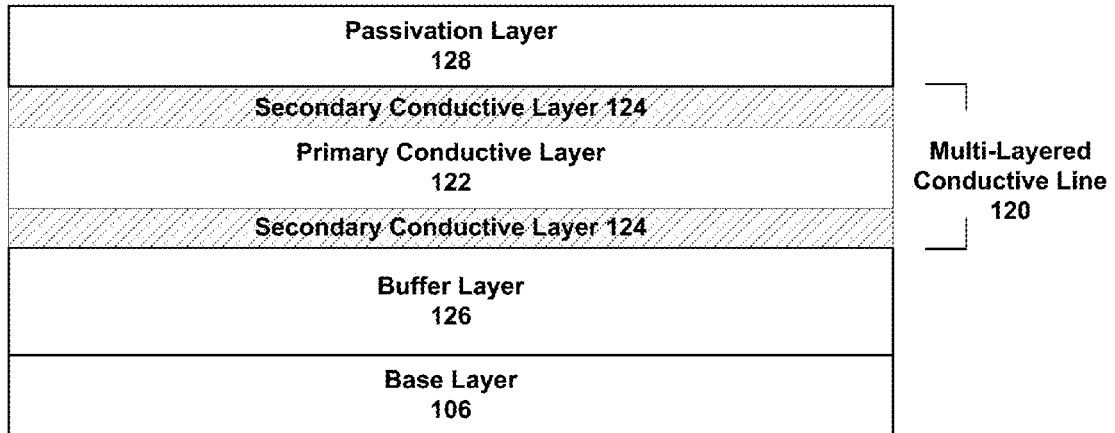 Passivation Layer
128
Secondary Conductive Layer 124
Primary Conductive Layer
122
Secondary Conductive Layer 124
Buffer Layer
126
Base Layer
106
Multi-Layered
Conductive Line
120